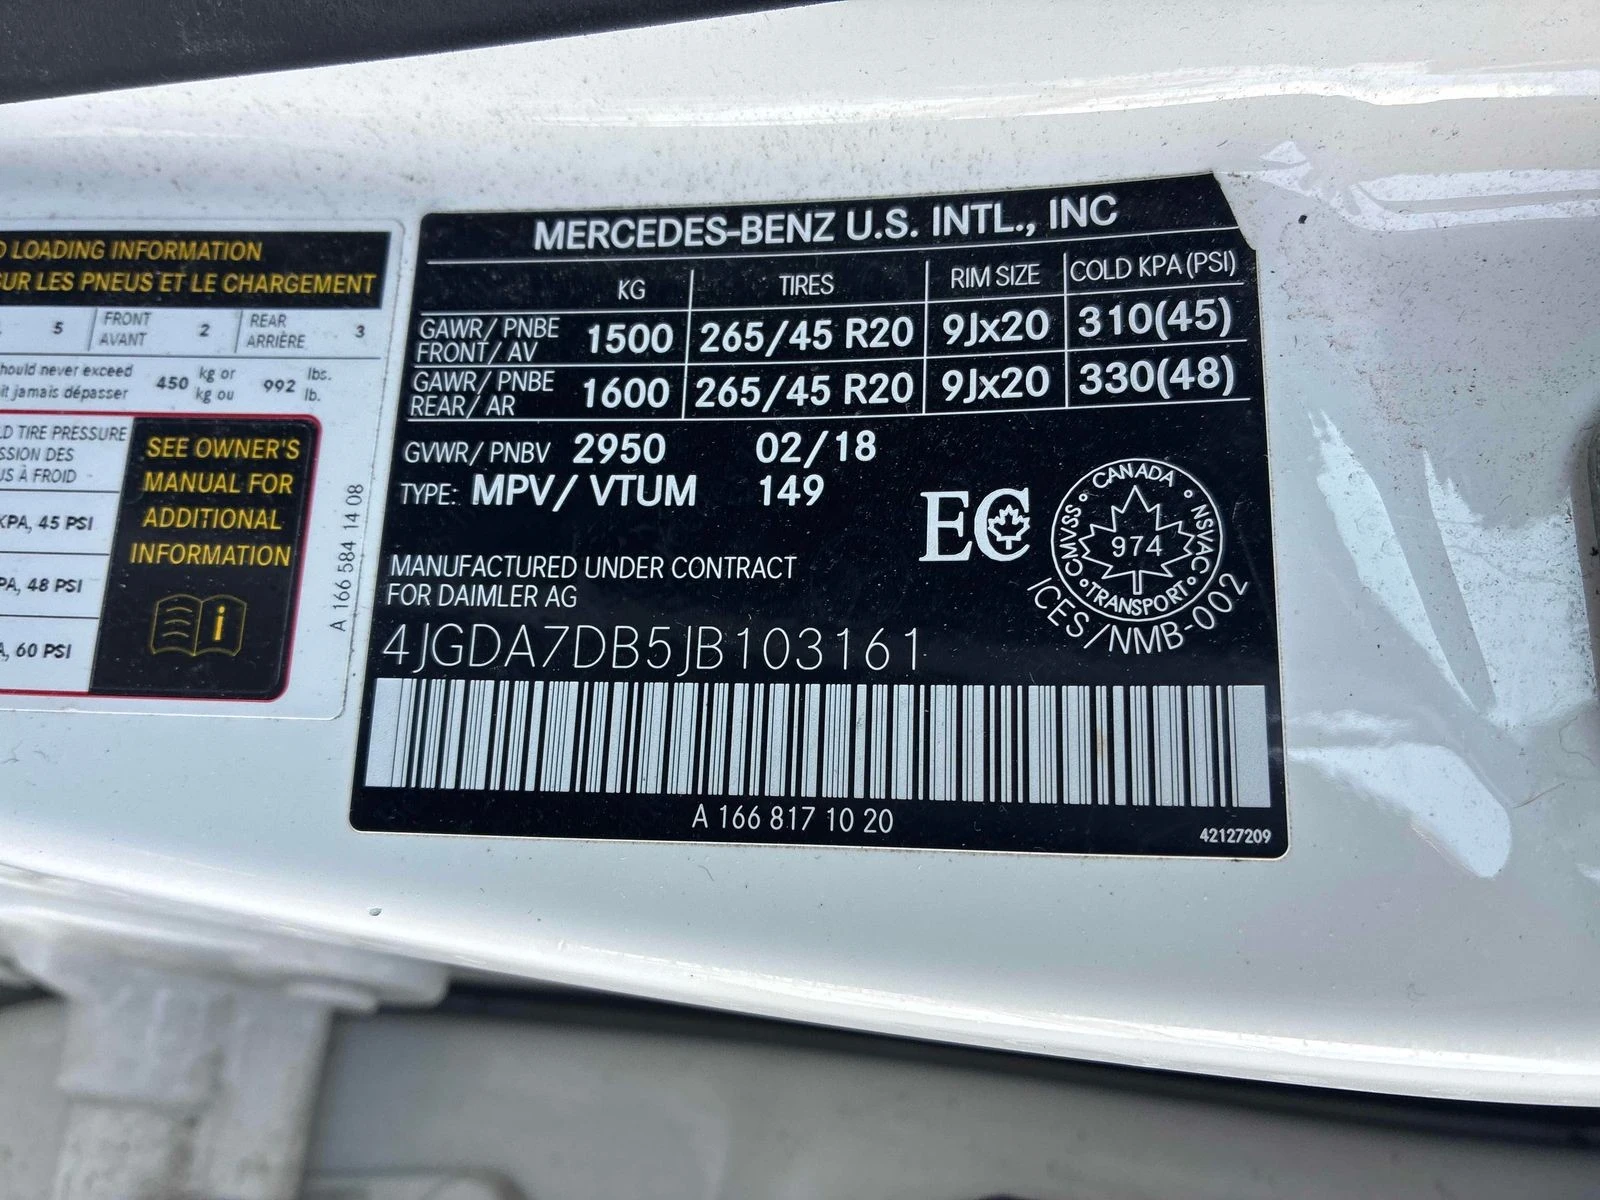 D LOADING INFORMATION
SUR LES PNEUS ET LE CHARGEMENT
5 FRONT AVANT 2 REAR ARRIÈRE 3
should never exceed
jamais dépasser 450 kg or kg ou 992 lbs. lb.
LD TIRE PRESSURE
SSION DES
US À FROID
KPA, 45 PSI
PA, 48 PSI
A, 60 PSI
SEE OWNER'S
MANUAL FOR
ADDITIONAL
INFORMATION
i
A 166 584 14 08
MERCEDES-BENZ U.S. INTL., INC
KG TIRES RIM SIZE COLD KPA (PSI)
GAWR/ PNBE
FRONT/ AV 1500 265/45 R20 9Jx20 310(45)
GAWR/ PNBE
REAR/ AR 1600 265/45 R20 9Jx20 330(48)
GVWR/ PNBV 2950 02/18
TYPE: MPV/ VTUM 149
EC
CANADA
CMVSS NSVAC
974
TRANSPORT
ICES/NMB-002
MANUFACTURED UNDER CONTRACT
FOR DAIMLER AG
4JGDA7DB5JB103161
A 166 817 10 20
42127209